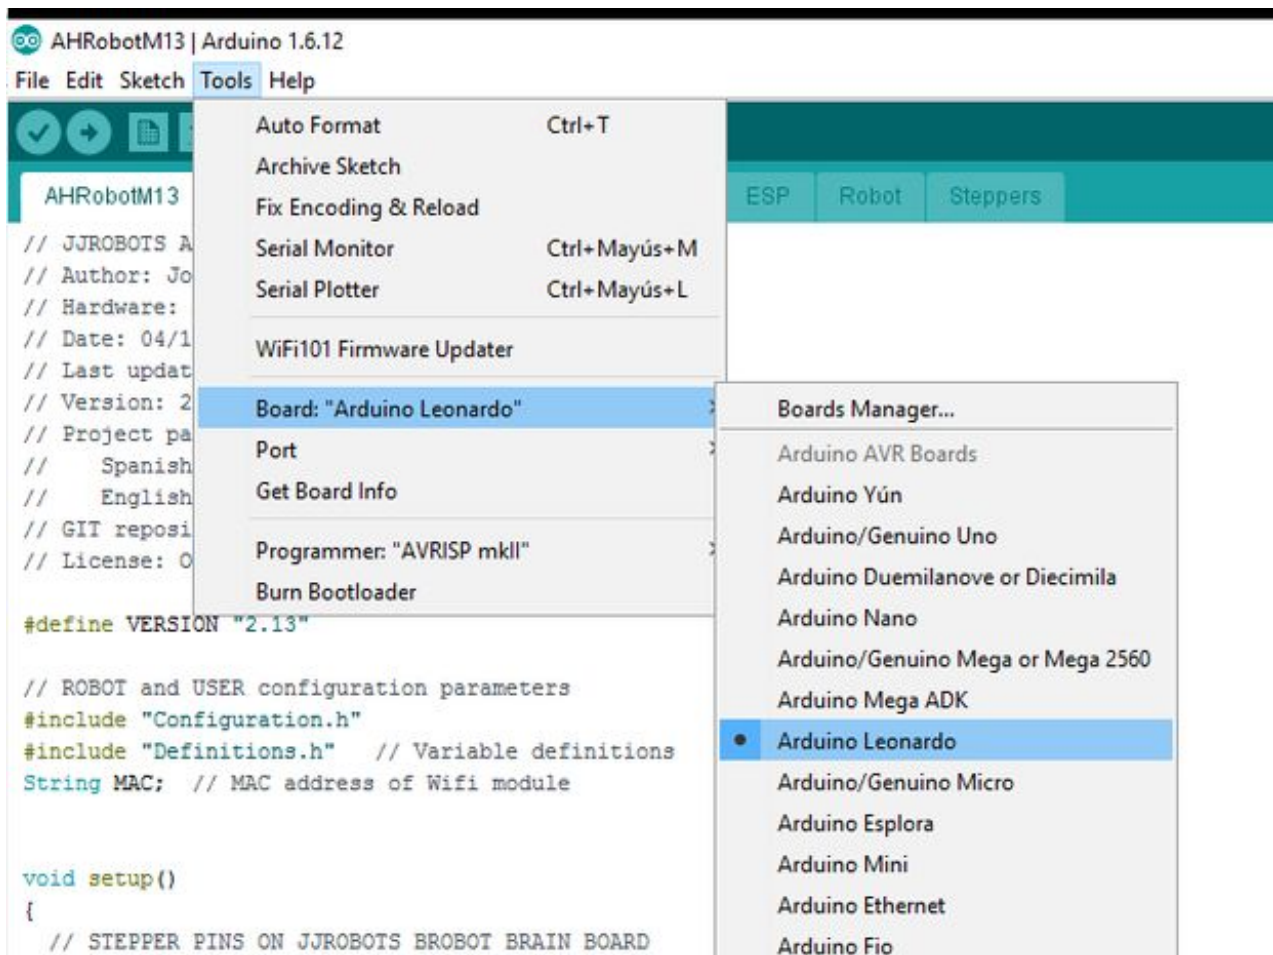 AHRobotM13 | Arduino 1.6.12
File Edit Sketch Tools Help
AHRobotM13
ESP Robot Steppers
Auto Format Ctrl+T
Archive Sketch
Fix Encoding & Reload
Serial Monitor Ctrl+Mayús+M
Serial Plotter Ctrl+Mayús+L
WiFi101 Firmware Updater
Board: "Arduino Leonardo"
Port
Get Board Info
Programmer: "AVRISP mkII"
Burn Bootloader
Boards Manager...
Arduino AVR Boards
Arduino Yún
Arduino/Genuino Uno
Arduino Duemilanove or Diecimila
Arduino Nano
Arduino/Genuino Mega or Mega 2560
Arduino Mega ADK
Arduino Leonardo
Arduino/Genuino Micro
Arduino Esplora
Arduino Mini
Arduino Ethernet
Arduino Fio
// JJROBOTS A
// Author: Jo
// Hardware:
// Date: 04/1
// Last updat
// Version: 2
// Project pa
// Spanish
// English
// GIT reposi
// License: O
#define VERSION "2.13"
// ROBOT and USER configuration parameters
#include "Configuration.h"
#include "Definitions.h" // Variable definitions
String MAC; // MAC address of Wifi module
void setup()
{
// STEPPER PINS ON JJROBOTS BROBOT BRAIN BOARD